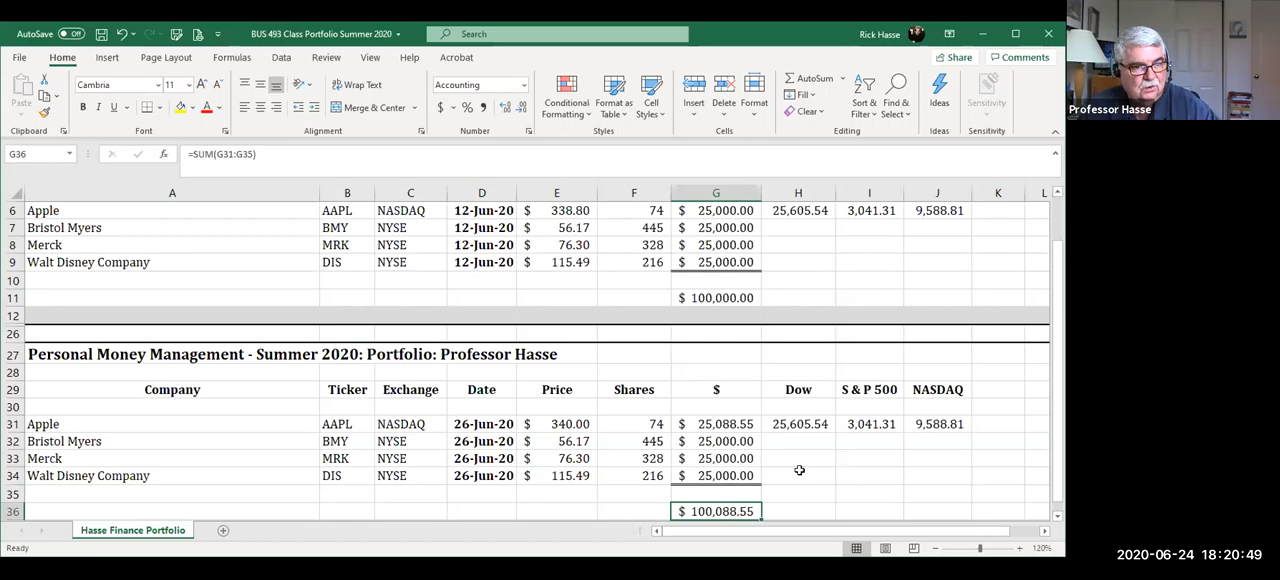 AutoSave Off BUS 493 Class Portfolio Summer 2020 Search Rick Hasse
File Home Insert Page Layout Formulas Data Review View Help Acrobat Share Comments
Paste Cambria 11 Wrap Text Accounting Conditional Formatting Format as Table Cell Styles Insert Delete Format AutoSum Fill Clear Sort & Filter Find & Select Ideas Sensitivity
B I U Merge & Center $ % 9
Clipboard Font Alignment Number Styles Cells Editing Ideas Sensitivity
G36 fx =SUM(G31:G35)
A B C D E F G H I J K L
6 Apple AAPL NASDAQ 12-Jun-20 $ 338.80 74 $ 25,000.00 25,605.54 3,041.31 9,588.81
7 Bristol Myers BMY NYSE 12-Jun-20 $ 56.17 445 $ 25,000.00
8 Merck MRK NYSE 12-Jun-20 $ 76.30 328 $ 25,000.00
9 Walt Disney Company DIS NYSE 12-Jun-20 $ 115.49 216 $ 25,000.00
10
11 $ 100,000.00
12
26
27 Personal Money Management - Summer 2020: Portfolio: Professor Hasse
28
29 Company Ticker Exchange Date Price Shares $ Dow S & P 500 NASDAQ
30
31 Apple AAPL NASDAQ 26-Jun-20 $ 340.00 74 $ 25,088.55 25,605.54 3,041.31 9,588.81
32 Bristol Myers BMY NYSE 26-Jun-20 $ 56.17 445 $ 25,000.00
33 Merck MRK NYSE 26-Jun-20 $ 76.30 328 $ 25,000.00
34 Walt Disney Company DIS NYSE 26-Jun-20 $ 115.49 216 $ 25,000.00
35
36 $ 100,088.55
Hasse Finance Portfolio
Ready 120%
Professor Hasse
2020-06-24 18:20:49